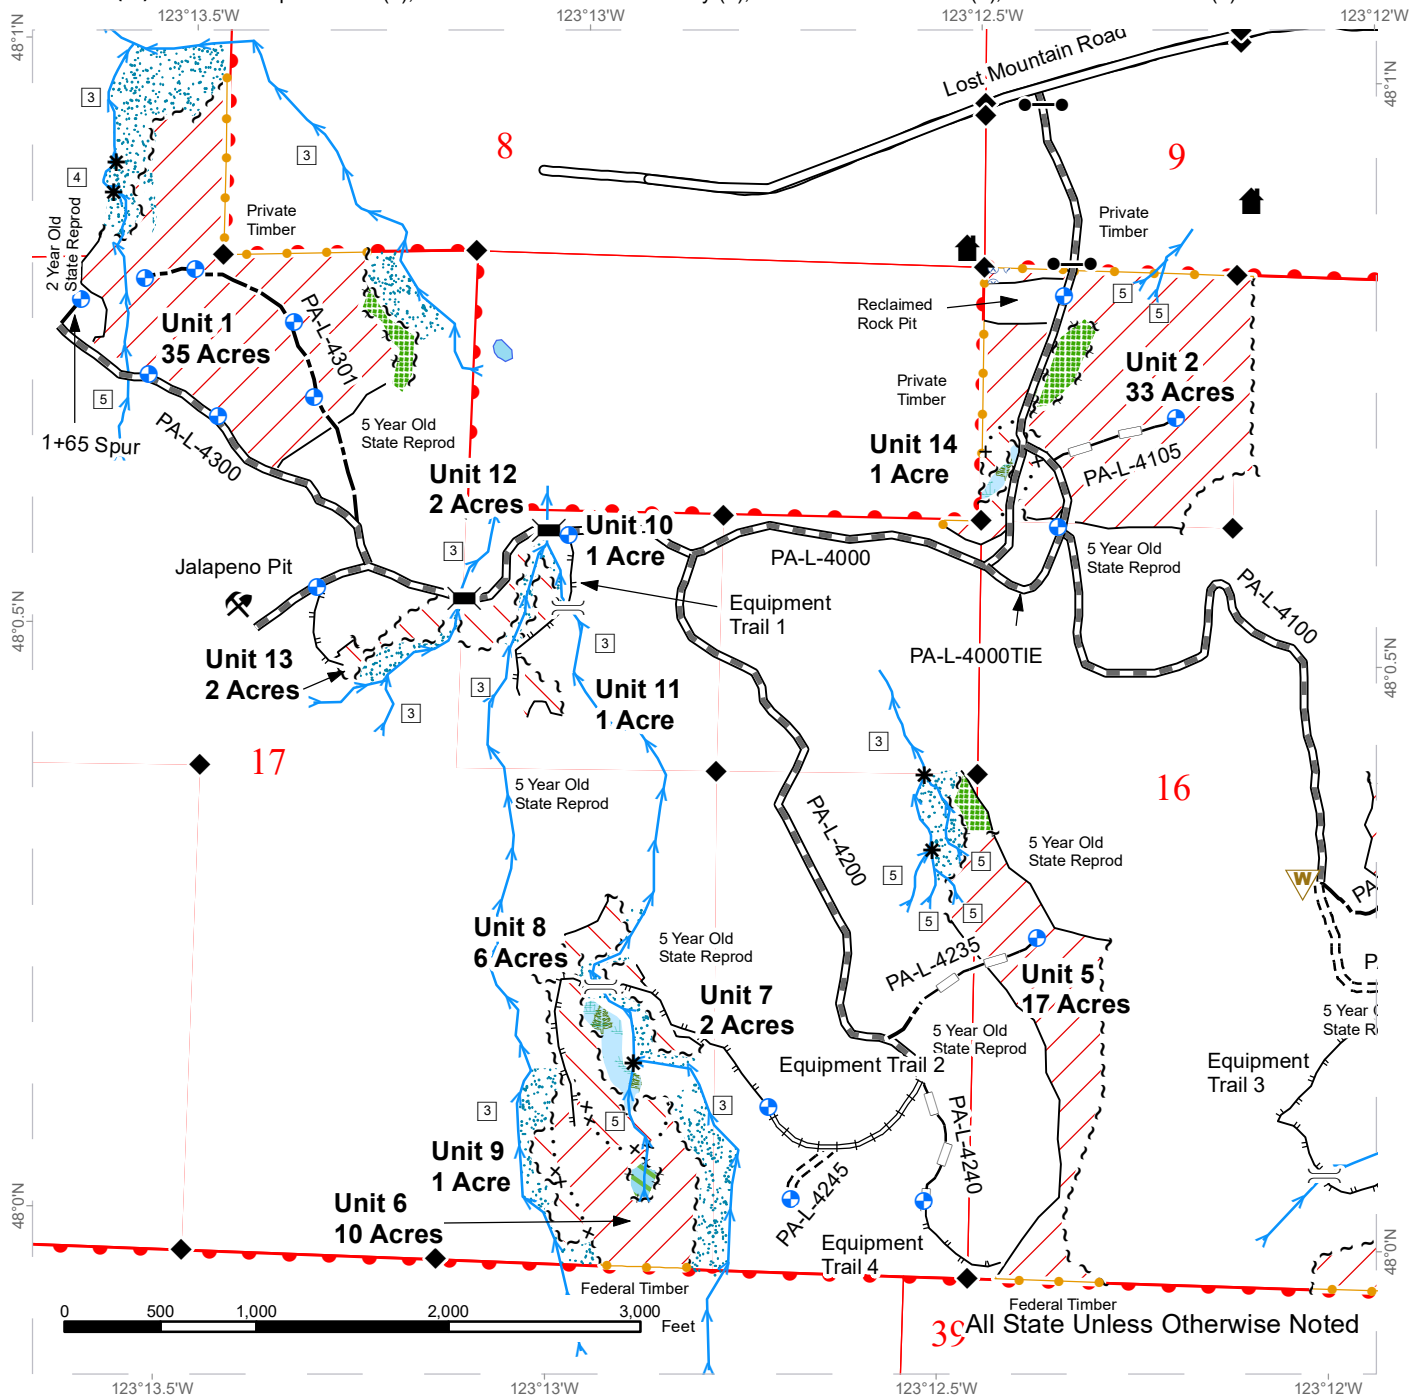 123°13.5'W
123°13'W
123°12.5'W
123°12'W
48°1'N
48°1'N
Lost Mountain Road
3
8
3
9
4
2 Year Old
State Reprod
Private
Timber
Private
Timber
Reclaimed
Rock Pit
5
5
Unit 1
35 Acres
PA-L-4301
Unit 2
33 Acres
Private
Timber
5
1+65 Spur
PA-L-4300
5 Year Old
State Reprod
Unit 14
1 Acre
PA-L-4105
Unit 12
2 Acres
Unit 10
1 Acre
3
PA-L-4000
5 Year Old
State Reprod
Jalapeno Pit
Equipment
Trail 1
PA-L-4100
48°0.5'N
48°0.5'N
3
PA-L-4000TIE
Unit 13
2 Acres
3
Unit 11
1 Acre
3
3
17
16
5 Year Old
State Reprod
PA-L-4200
5 Year Old
State Reprod
5
5
5
5
W
PA
Unit 8
6 Acres
5 Year Old
State Reprod
PA-L-4235
Unit 5
17 Acres
Unit 7
2 Acres
5 Year Old
State Reprod
5 Year
State R
Equipment Trail 2
Equipment
Trail 3
3
5
3
PA-L-4240
Unit 9
1 Acre
PA-L-4245
Unit 6
10 Acres
Equipment
Trail 4
48°0'N
48°0'N
Federal Timber
Federal Timber
0
500
1,000
2,000
3,000
Feet
39
All State Unless Otherwise Noted
123°13.5'W
123°13'W
123°12.5'W
123°12'W